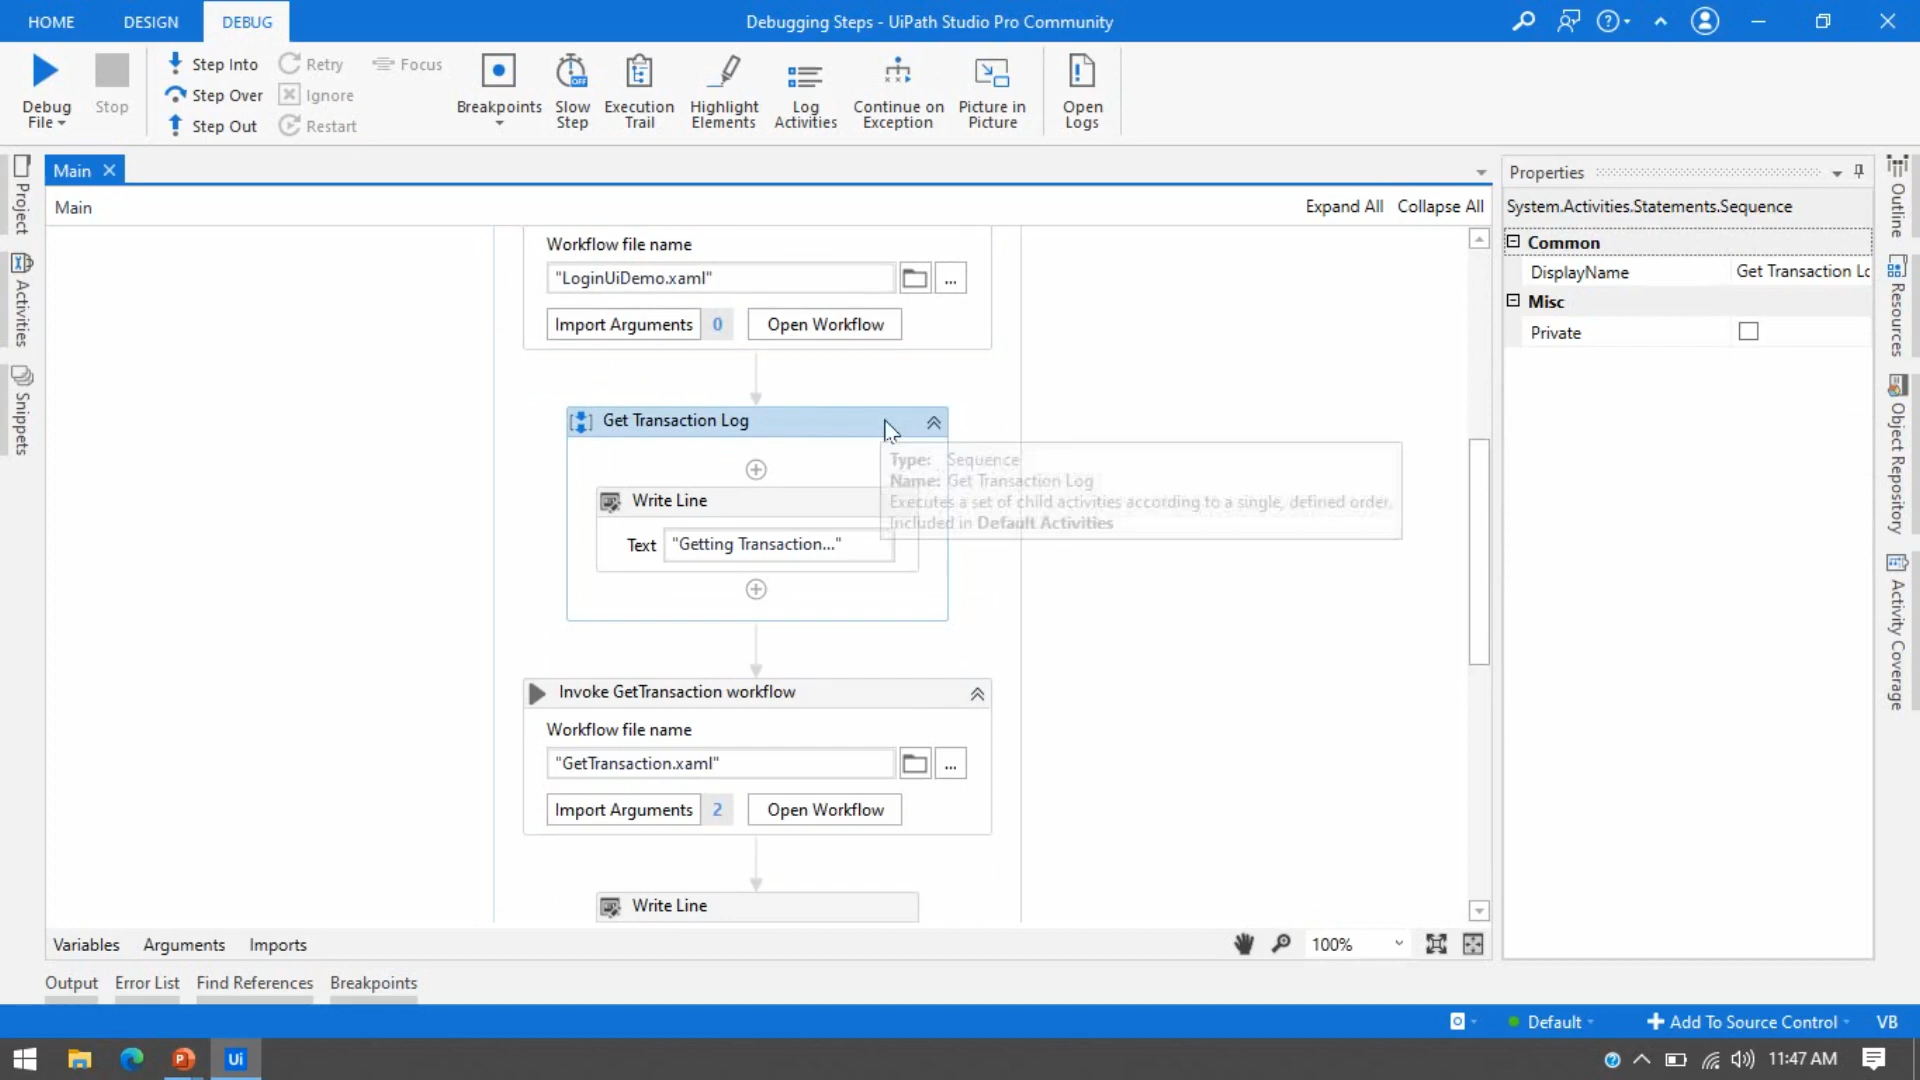 HOME
DESIGN
DEBUG
Debugging Steps - UiPath Studio Pro Community
Debug File
Stop
Step Into
Step Over
Step Out
Retry
Ignore
Restart
Focus
Breakpoints
Slow Step
Execution Trail
Highlight Elements
Log Activities
Continue on Exception
Picture in Picture
Open Logs
Project
Activities
Snippets
Main
Main
Expand All
Collapse All
Workflow file name
"LoginUiDemo.xaml"
...
Import Arguments 0
Open Workflow
Get Transaction Log
Type: Sequence
Name: Get Transaction Log
Executes a set of child activities according to a single, defined order.
Included in Default Activities
Write Line
Text "Getting Transaction..."
Invoke GetTransaction workflow
Workflow file name
"GetTransaction.xaml"
...
Import Arguments 2
Open Workflow
Write Line
Properties
System.Activities.Statements.Sequence
Common
DisplayName Get Transaction Lo
Misc
Private
Outline
Resources
Object Repository
Activity Coverage
Variables
Arguments
Imports
100%
Output
Error List
Find References
Breakpoints
Default
Add To Source Control
VB
Ui
11:47 AM